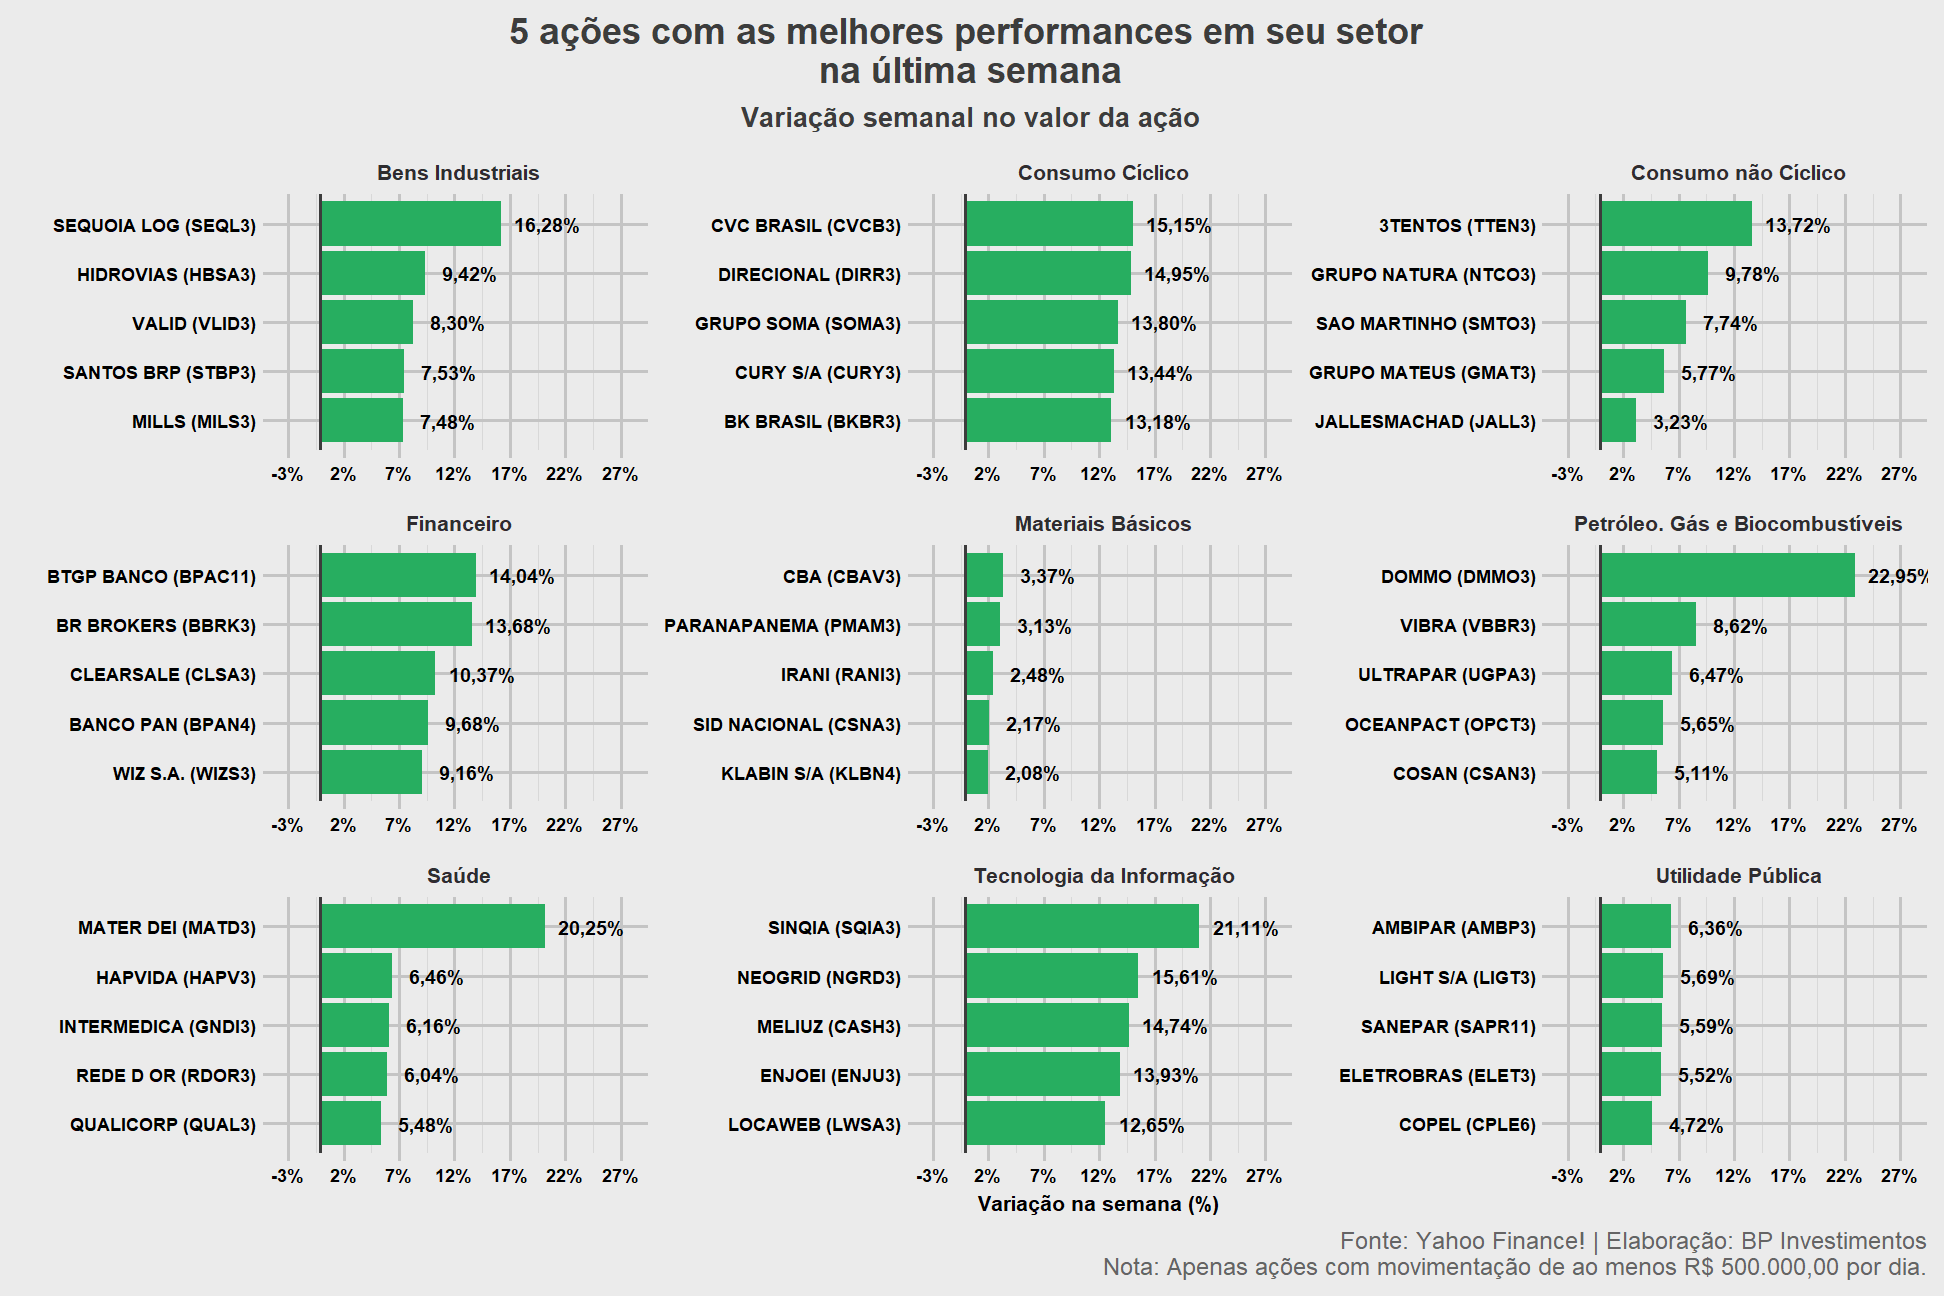 5 ações com as melhores performances em seu setor
na última semana
Variação semanal no valor da ação
Bens Industriais
SEQUOIA LOG (SEQL3) 16,28%
HIDROVIAS (HBSA3) 9,42%
VALID (VLID3) 8,30%
SANTOS BRP (STBP3) 7,53%
MILLS (MILS3) 7,48%
-3% 2% 7% 12% 17% 22% 27%
Consumo Cíclico
CVC BRASIL (CVCB3) 15,15%
DIRECIONAL (DIRR3) 14,95%
GRUPO SOMA (SOMA3) 13,80%
CURY S/A (CURY3) 13,44%
BK BRASIL (BKBR3) 13,18%
-3% 2% 7% 12% 17% 22% 27%
Consumo não Cíclico
3TENTOS (TTEN3) 13,72%
GRUPO NATURA (NTCO3) 9,78%
SAO MARTINHO (SMTO3) 7,74%
GRUPO MATEUS (GMAT3) 5,77%
JALLESMACHAD (JALL3) 3,23%
-3% 2% 7% 12% 17% 22% 27%
Financeiro
BTGP BANCO (BPAC11) 14,04%
BR BROKERS (BBRK3) 13,68%
CLEARSALE (CLSA3) 10,37%
BANCO PAN (BPAN4) 9,68%
WIZ S.A. (WIZS3) 9,16%
-3% 2% 7% 12% 17% 22% 27%
Materiais Básicos
CBA (CBAV3) 3,37%
PARANAPANEMA (PMAM3) 3,13%
IRANI (RANI3) 2,48%
SID NACIONAL (CSNA3) 2,17%
KLABIN S/A (KLBN4) 2,08%
-3% 2% 7% 12% 17% 22% 27%
Petróleo. Gás e Biocombustíveis
DOMMO (DMMO3) 22,95%
VIBRA (VBBR3) 8,62%
ULTRAPAR (UGPA3) 6,47%
OCEANPACT (OPCT3) 5,65%
COSAN (CSAN3) 5,11%
-3% 2% 7% 12% 17% 22% 27%
Saúde
MATER DEI (MATD3) 20,25%
HAPVIDA (HAPV3) 6,46%
INTERMEDICA (GNDI3) 6,16%
REDE D OR (RDOR3) 6,04%
QUALICORP (QUAL3) 5,48%
-3% 2% 7% 12% 17% 22% 27%
Tecnologia da Informação
SINQIA (SQIA3) 21,11%
NEOGRID (NGRD3) 15,61%
MELIUZ (CASH3) 14,74%
ENJOEI (ENJU3) 13,93%
LOCAWEB (LWSA3) 12,65%
-3% 2% 7% 12% 17% 22% 27%
Utilidade Pública
AMBIPAR (AMBP3) 6,36%
LIGHT S/A (LIGT3) 5,69%
SANEPAR (SAPR11) 5,59%
ELETROBRAS (ELET3) 5,52%
COPEL (CPLE6) 4,72%
-3% 2% 7% 12% 17% 22% 27%
Variação na semana (%)
Fonte: Yahoo Finance! | Elaboração: BP Investimentos
Nota: Apenas ações com movimentação de ao menos R$ 500.000,00 por dia.